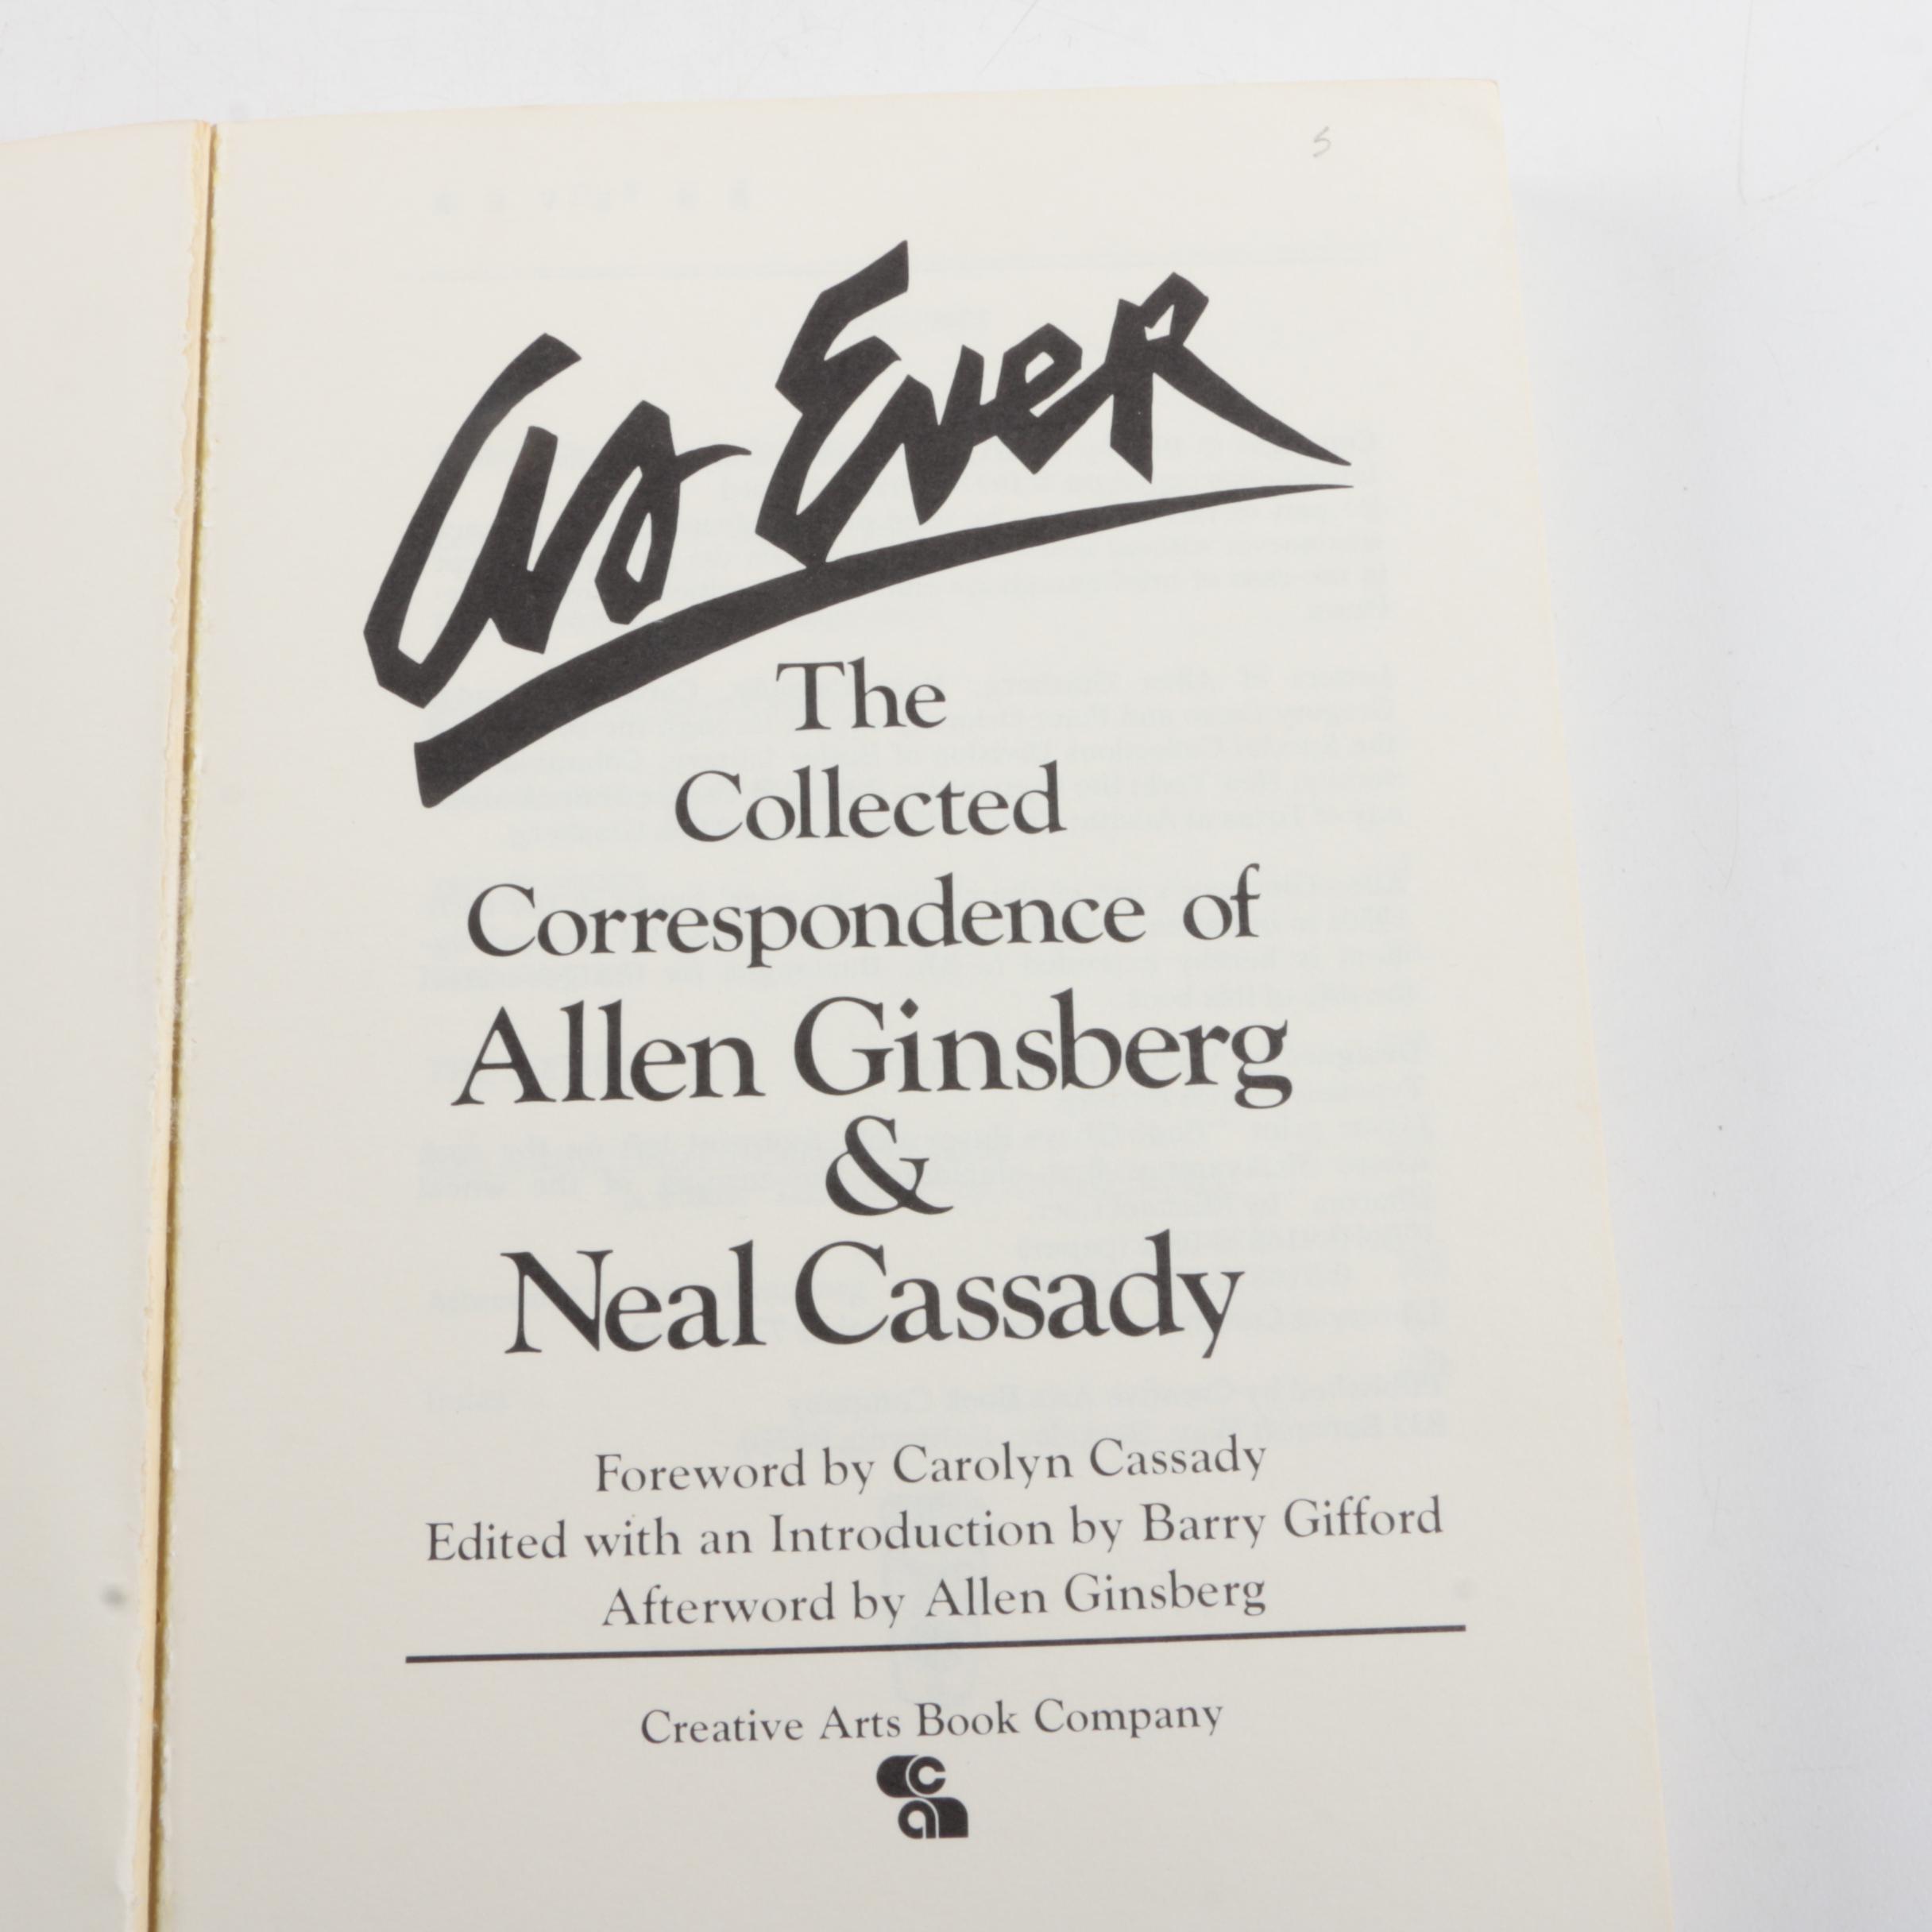 5
As Ever
The
Collected
Correspondence of
Allen Ginsberg
&
Neal Cassady
Foreword by Carolyn Cassady
Edited with an Introduction by Barry Gifford
Afterword by Allen Ginsberg
Creative Arts Book Company
ca